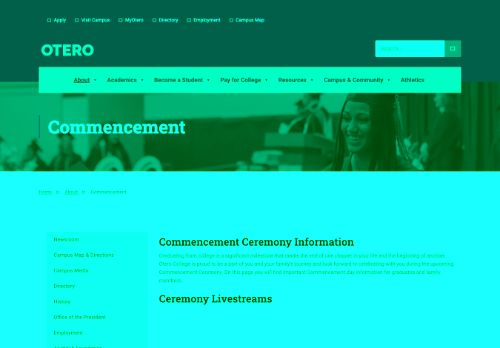 Apply
Visit Campus
MyOtero
Directory
Employment
Campus Map
OTERO
About
Academics
Become a Student
Pay for College
Resources
Campus & Community
Athletics
Commencement
Home
About
Commencement
Newsroom
Campus Map & Directions
Campus Media
Directory
History
Office of the President
Employment
Commencement Ceremony Information
Graduating from college is a significant milestone that marks the end of one chapter in your life and the beginning of another.
Otero College is proud to be a part of you and your family's journey and look forward to celebrating with you during the upcoming
Commencement Ceremony. On this page you will find important Commencement day information for graduates and family
members.
Ceremony Livestreams